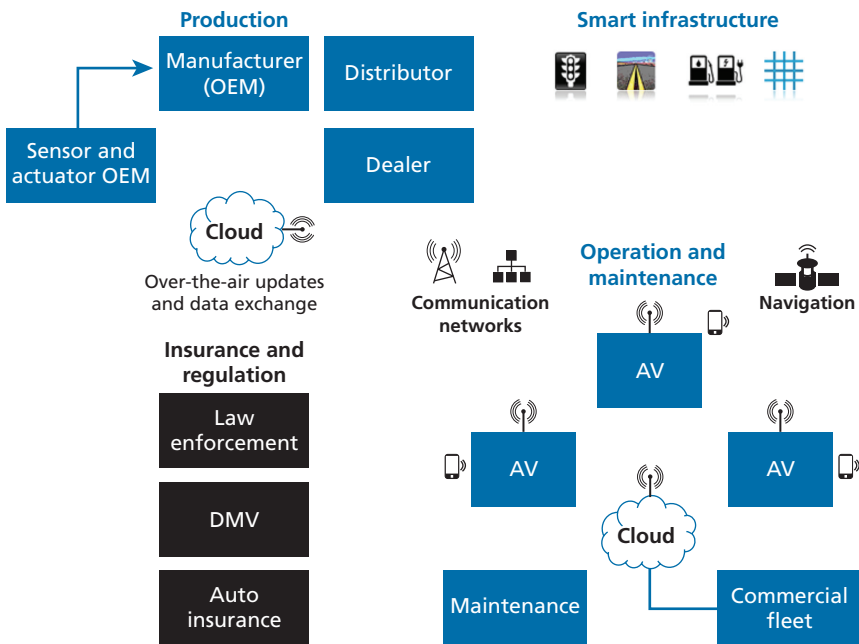 Production
Smart infrastructure
Manufacturer
(OEM)
Distributor
Sensor and
actuator OEM
Dealer
Cloud
Over-the-air updates
and data exchange
Communication
networks
Operation and
maintenance
Navigation
Insurance and
regulation
AV
Law
enforcement
AV
AV
DMV
Cloud
Auto
insurance
Maintenance
Commercial
fleet